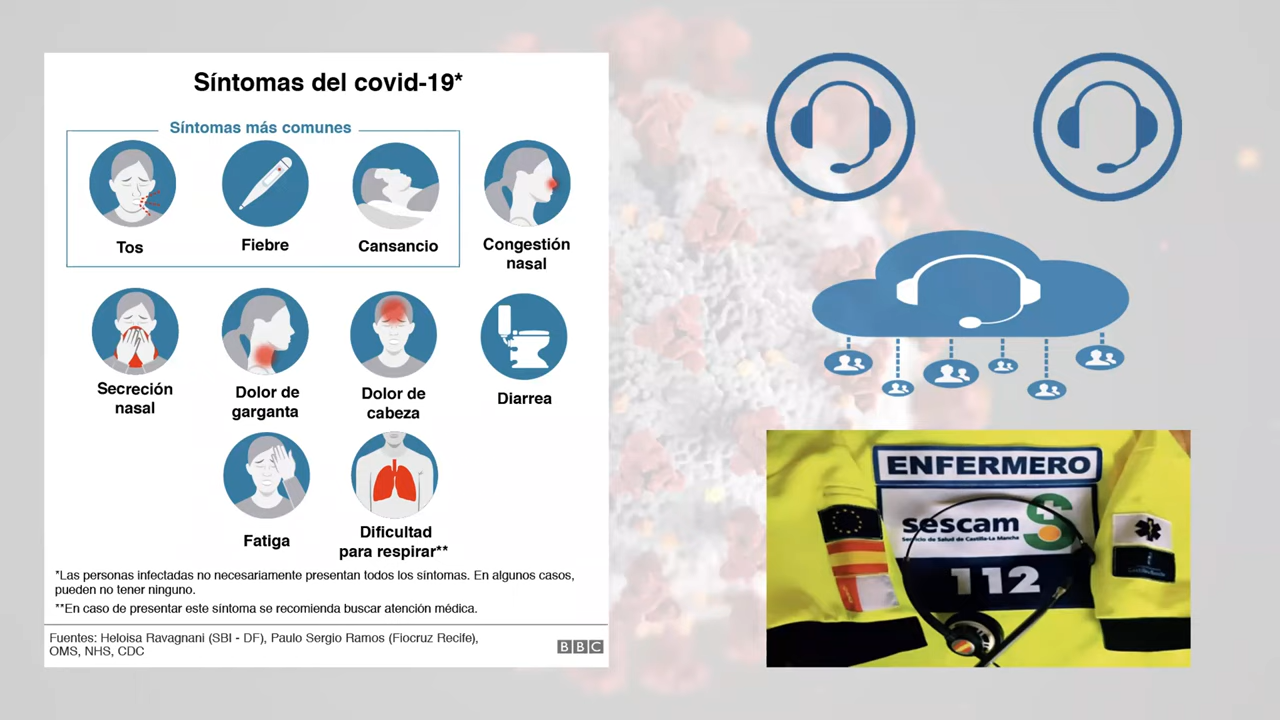 Síntomas del covid-19*
Síntomas más comunes
Tos
Fiebre
Cansancio
Congestión
nasal
Secreción
nasal
Dolor de
garganta
Dolor de
cabeza
Diarrea
Fatiga
Dificultad
para respirar**
*Las personas infectadas no necesariamente presentan todos los síntomas. En algunos casos,
pueden no tener ninguno.
**En caso de presentar este síntoma se recomienda buscar atención médica.
Fuentes: Heloisa Ravagnani (SBI - DF), Paulo Sergio Ramos (Fiocruz Recife),
OMS, NHS, CDC
BBC
ENFERMERO
sescam
Servicio de Salud de Castilla-La Mancha
112